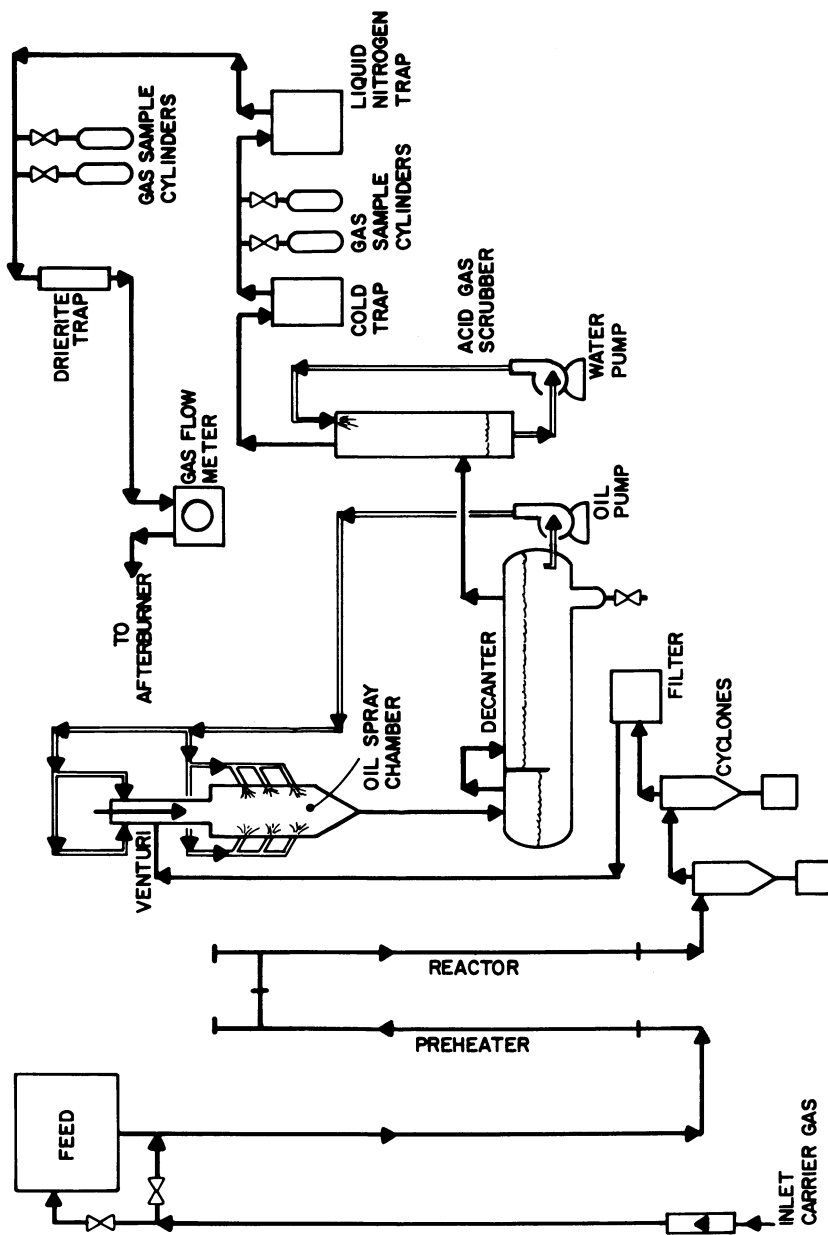 FEED
INLET
CARRIER GAS
PREHEATER
REACTOR
CYCLONES
FILTER
VENTURI
OIL SPRAY
CHAMBER
DECANTER
OIL
PUMP
TO
AFTERBURNER
GAS FLOW
METER
ACID GAS
SCRUBBER
WATER
PUMP
DRIERITE
TRAP
COLD
TRAP
GAS
SAMPLE
CYLINDERS
GAS SAMPLE
CYLINDERS
LIQUID
NITROGEN
TRAP